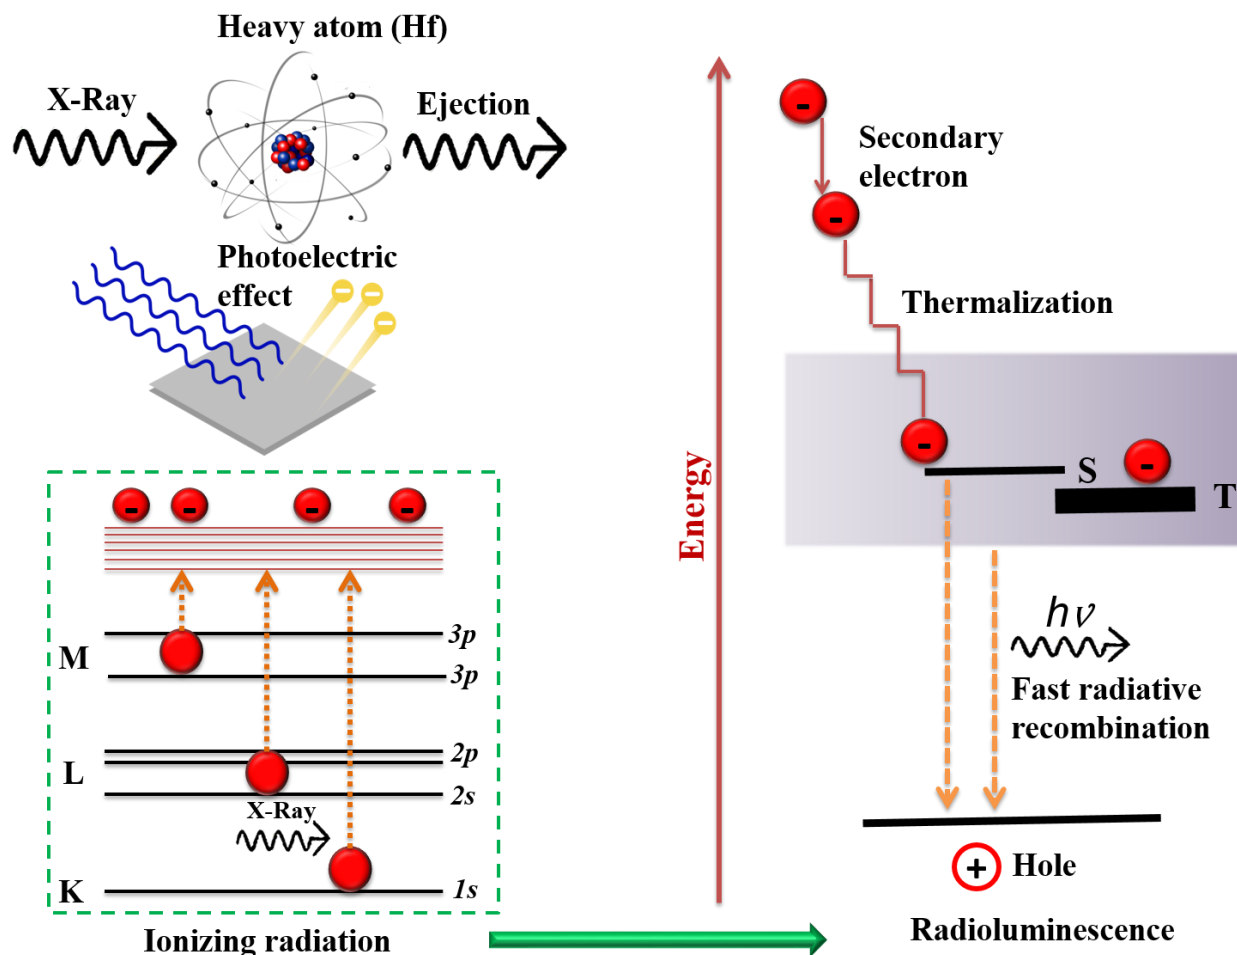 Heavy atom (Hf)
X-Ray
Ejection
Photoelectric
effect
M
3p
3p
L
2p
2s
X-Ray
K
1s
Ionizing radiation
Energy
-
-
-
-
-
Secondary
electron
-
Thermalization
-
S
-
T
hν
Fast radiative
recombination
+ Hole
Radioluminescence